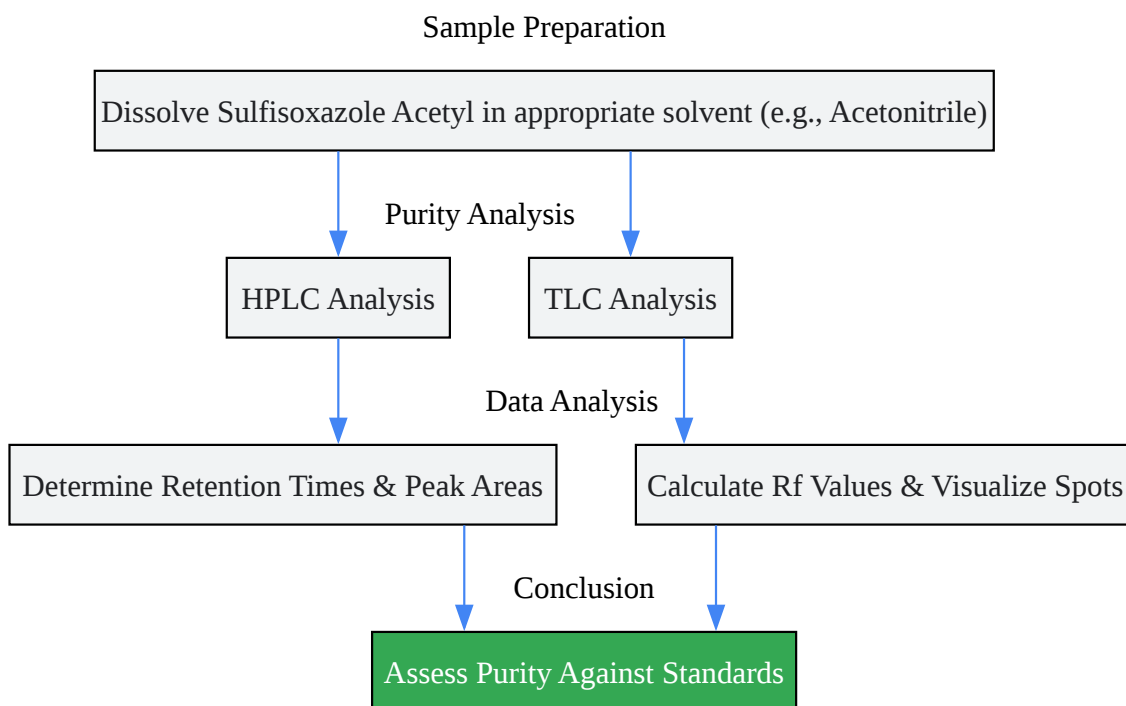 Sample Preparation
Dissolve Sulfisoxazole Acetyl in appropriate solvent (e.g., Acetonitrile)
Purity Analysis
HPLC Analysis
TLC Analysis
Data Analysis
Determine Retention Times & Peak Areas
Calculate Rf Values & Visualize Spots
Conclusion
Assess Purity Against Standards